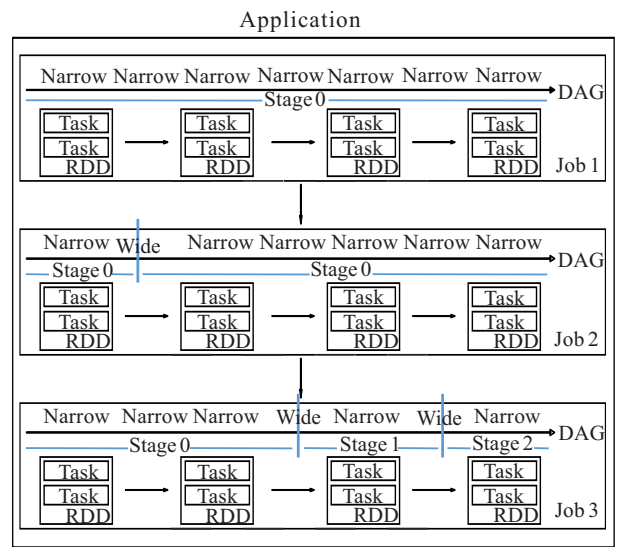 Application
Narrow Narrow Narrow Narrow Narrow Narrow Narrow
DAG
Stage 0
Task Task Task Task
Task Task Task Task
RDD RDD RDD RDD Job 1
Narrow Wide Narrow Narrow Narrow Narrow Narrow
DAG
Stage 0 Stage 0
Task Task Task Task
Task Task Task Task
RDD RDD RDD RDD Job 2
Narrow Narrow Narrow Wide Narrow Wide Narrow
DAG
Stage 0 Stage 1 Stage 2
Task Task Task Task
Task Task Task Task
RDD RDD RDD RDD Job 3